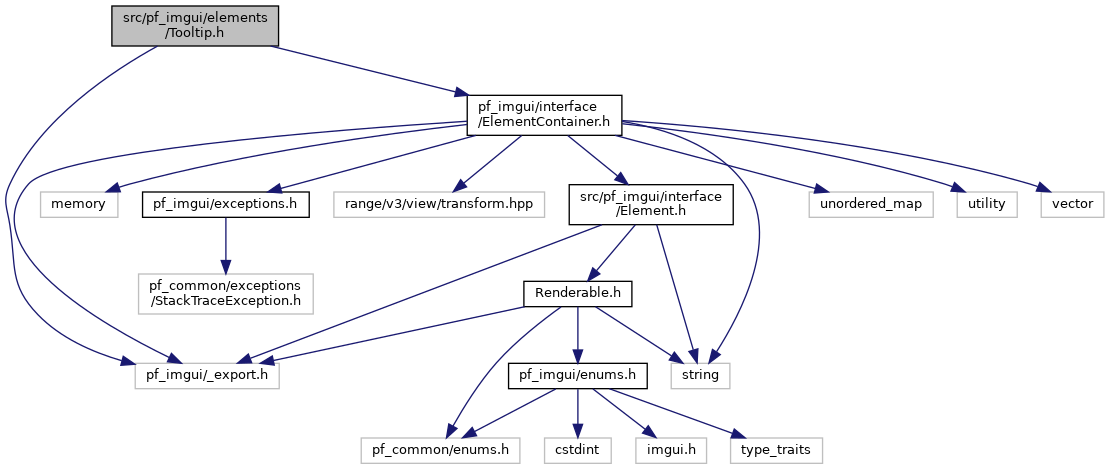 src/pf_imgui/elements
/Tooltip.h
pf_imgui/interface
/ElementContainer.h
memory
pf_imgui/exceptions.h
range/v3/view/transform.hpp
src/pf_imgui/interface
/Element.h
unordered_map
utility
vector
pf_common/exceptions
/StackTraceException.h
Renderable.h
pf_imgui/_export.h
pf_imgui/enums.h
string
pf_common/enums.h
cstdint
imgui.h
type_traits